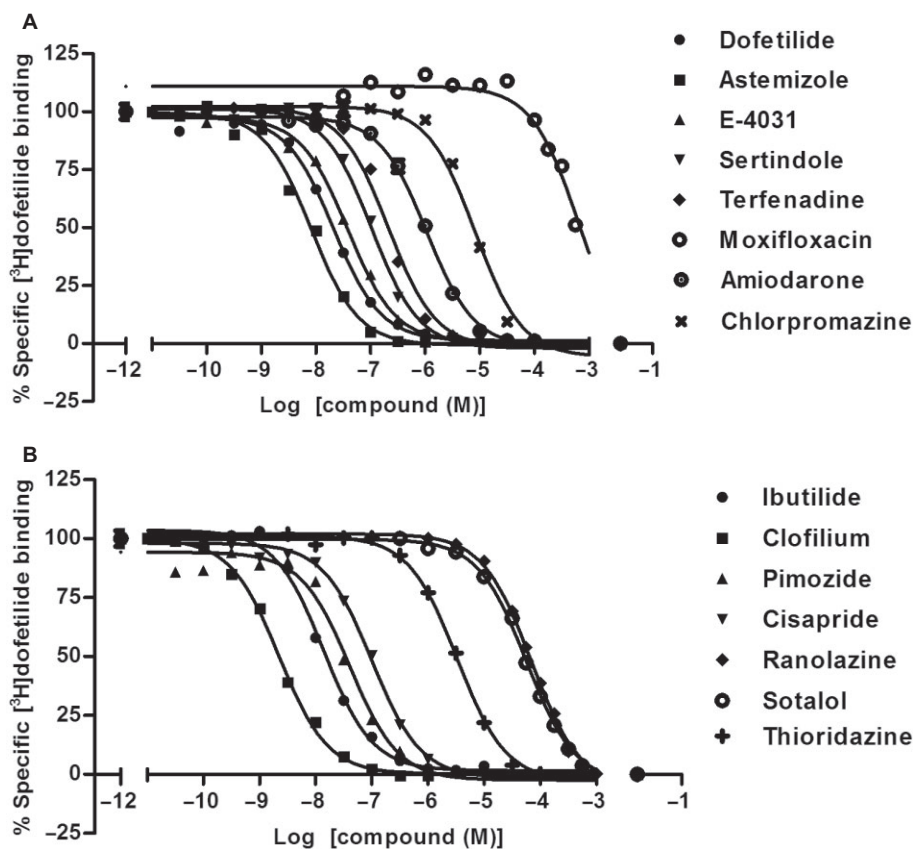 A
% Specific [³H]dofetilide binding
125
100
75
50
25
0
−25
−12 −10 −9 −8 −7 −6 −5 −4 −3 −1
Log [compound (M)]
Dofetilide
Astemizole
E-4031
Sertindole
Terfenadine
Moxifloxacin
Amiodarone
Chlorpromazine
B
% Specific [³H]dofetilide binding
125
100
75
50
25
0
−25
−12 −10 −9 −8 −7 −6 −5 −4 −3 −1
Log [compound (M)]
Ibutilide
Clofilium
Pimozide
Cisapride
Ranolazine
Sotalol
Thioridazine